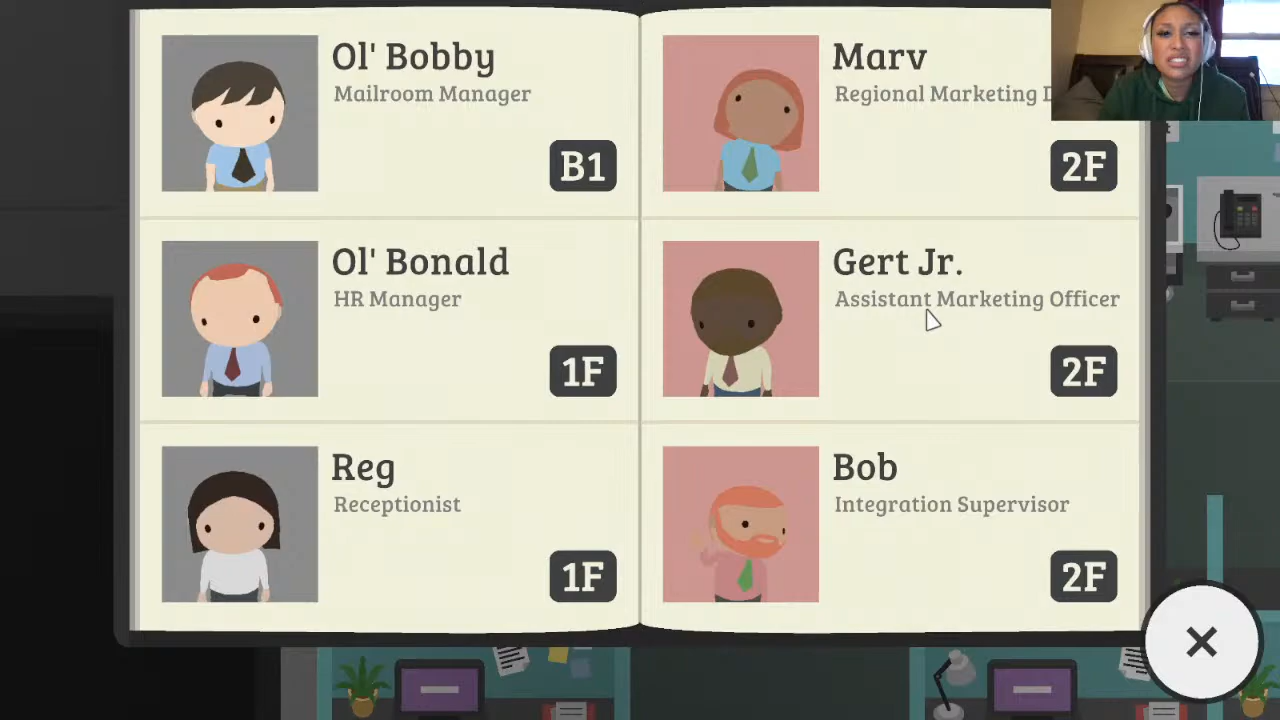 Ol' Bobby
Mailroom Manager
B1
Ol' Bonald
HR Manager
1F
Reg
Receptionist
1F
Marv
Regional Marketing
2F
Gert Jr.
Assistant Marketing Officer
2F
Bob
Integration Supervisor
2F